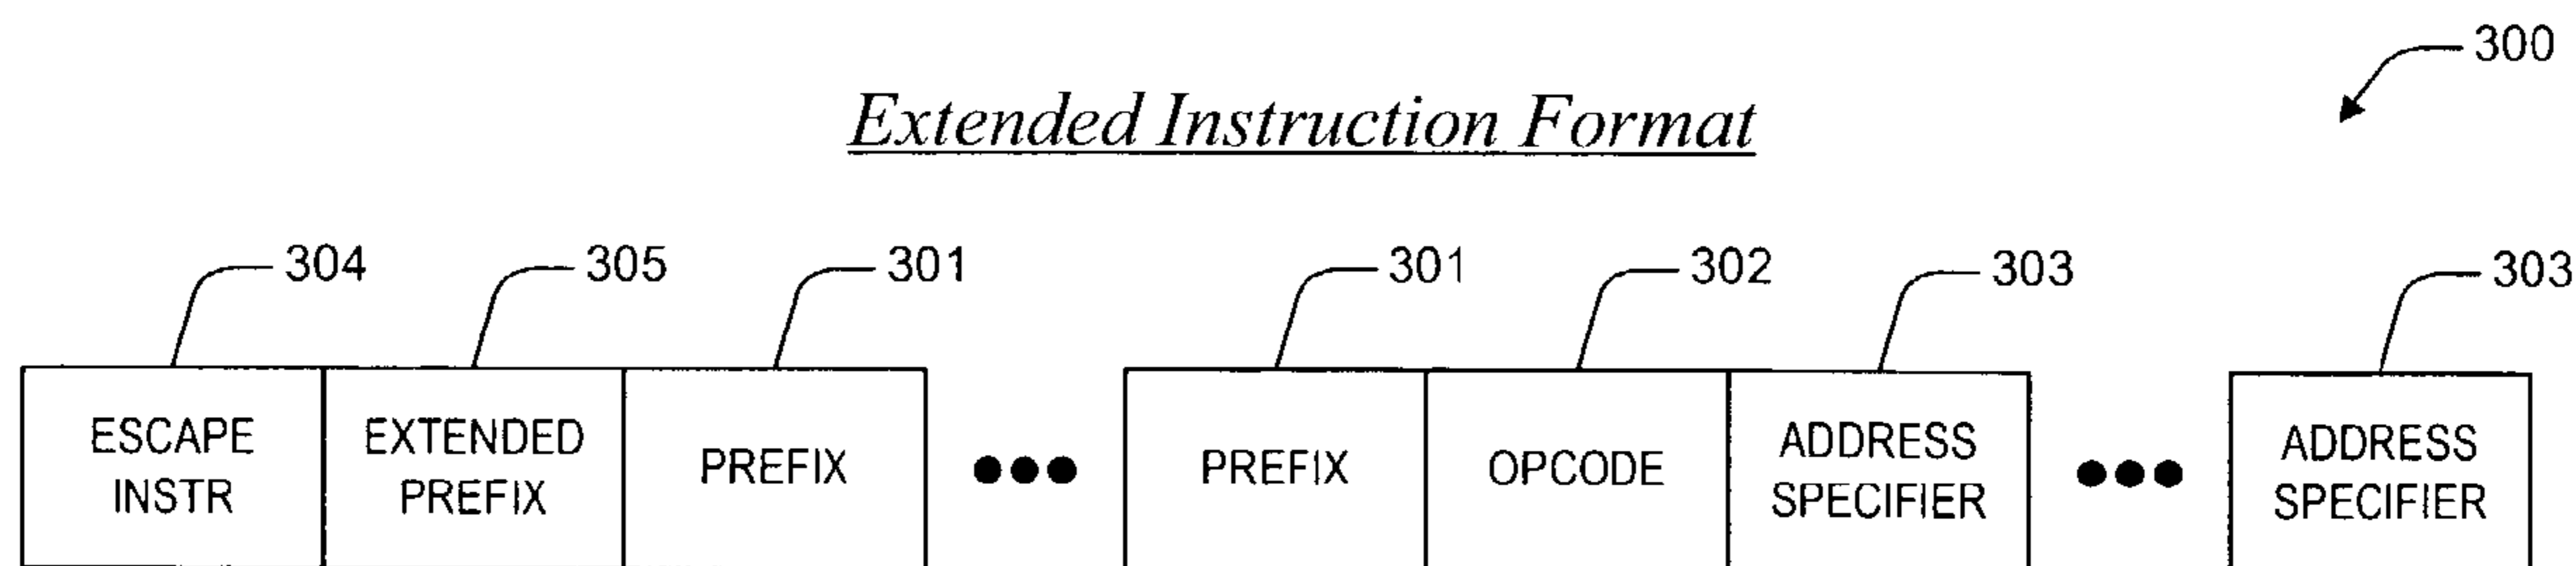 300
Extended Instruction Format
304 305 301 301 302 303 303
ESCAPE INSTR
EXTENDED PREFIX
PREFIX
PREFIX
OPCODE
ADDRESS SPECIFIER
ADDRESS SPECIFIER